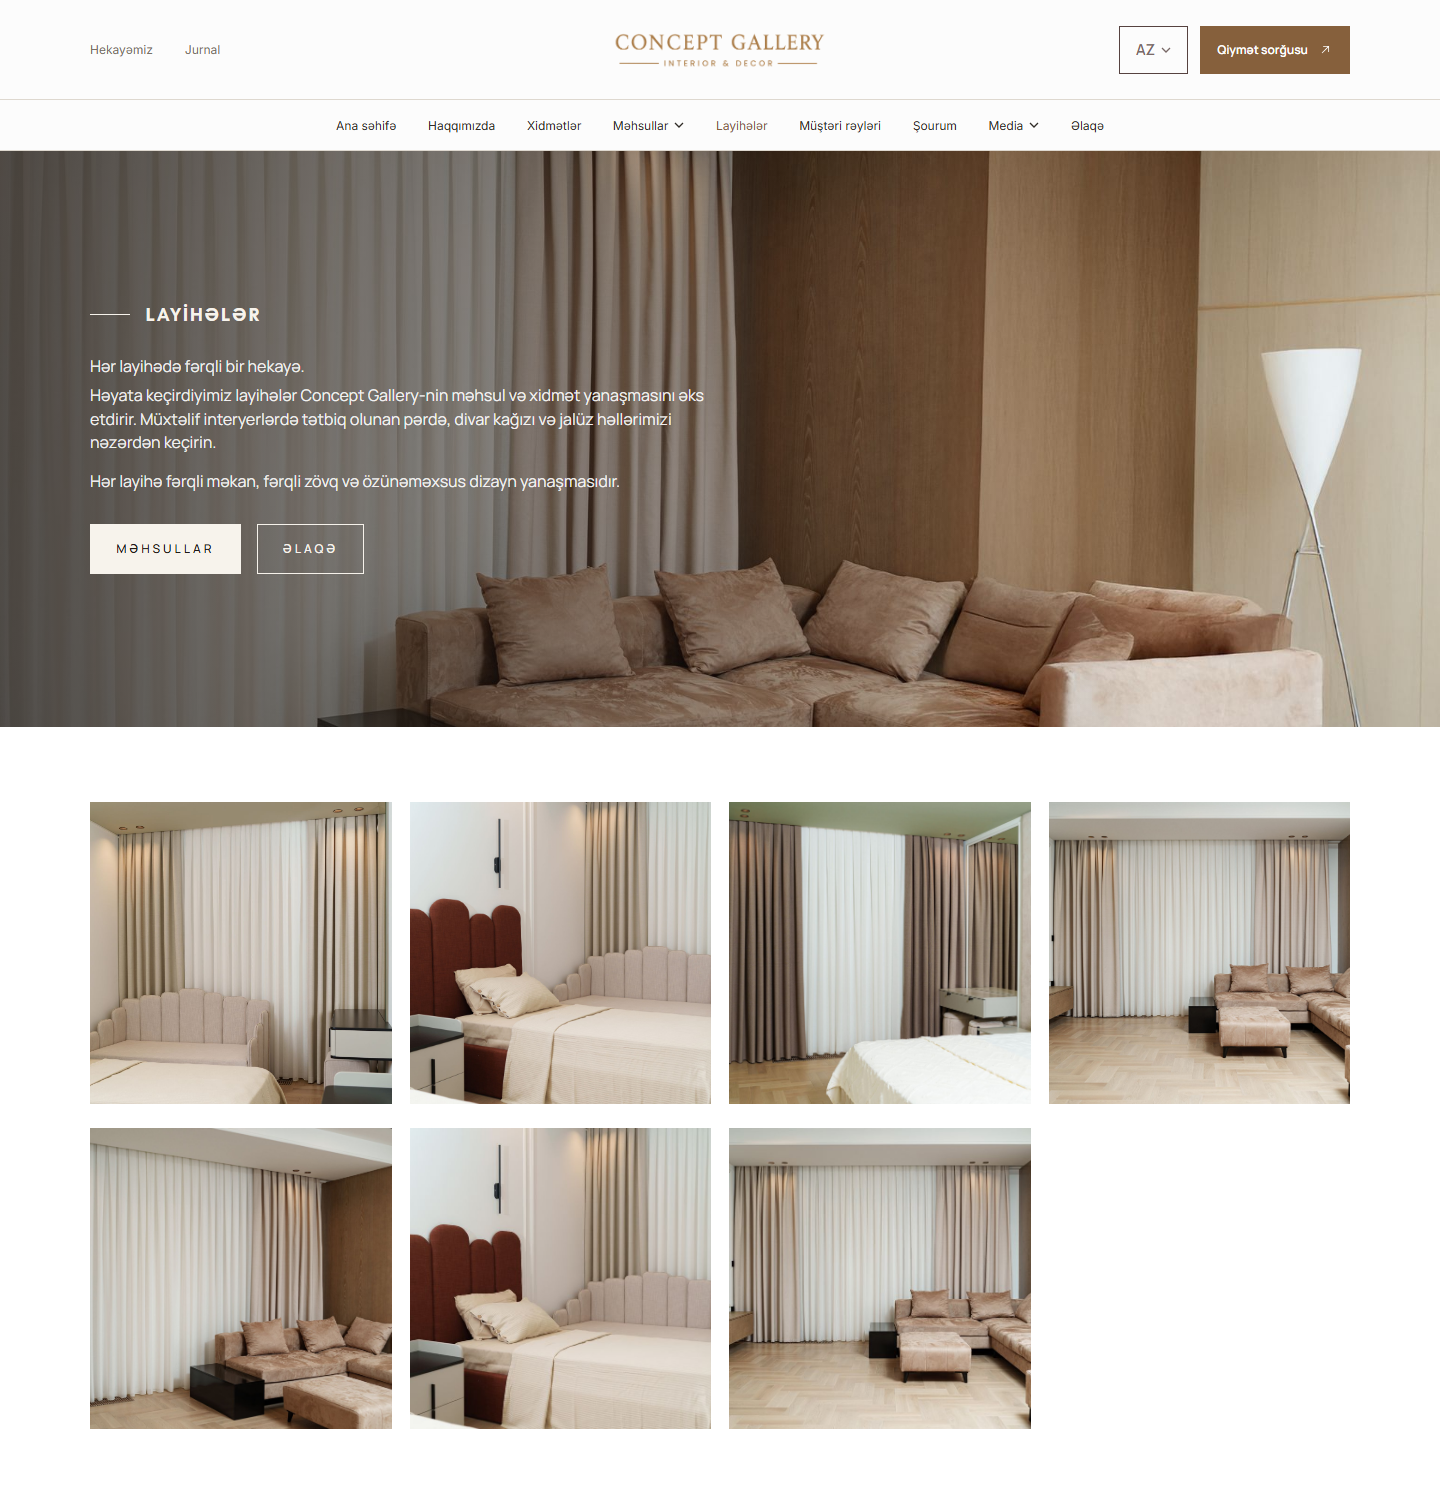 Hekayəmiz
Jurnal
CONCEPT GALLERY
INTERIOR & DECOR
AZ
Qiymət sorğusu
Ana səhifə
Haqqımızda
Xidmətlər
Məhsullar
Layihələr
Müştəri rəyləri
Şourum
Media
Əlaqə
LAYİHƏLƏR
Hər layihədə fərqli bir hekayə.
Həyata keçirdiyimiz layihələr Concept Gallery-nin məhsul və xidmət yanaşmasını əks
etdirir. Müxtəlif interyerlərdə tətbiq olunan pərdə, divar kağızı və jalüz həllərimizi
nəzərdən keçirin.
Hər layihə fərqli məkan, fərqli zövq və özünəməxsus dizayn yanaşmasıdır.
MƏHSULLAR
ƏLAQƏ